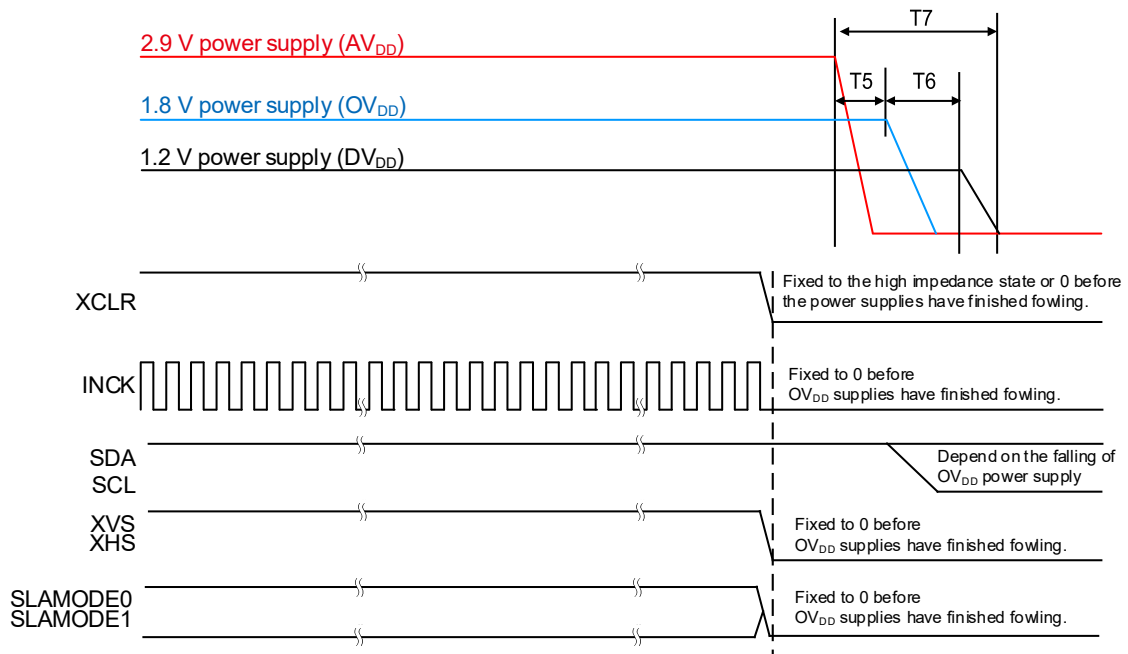 T7
2.9 V power supply (AVDD)
T5
T6
1.8 V power supply (OVDD)
1.2 V power supply (DVDD)
XCLR
Fixed to the high impedance state or 0 before
the power supplies have finished fowling.
INCK
Fixed to 0 before
OVDD supplies have finished fowling.
SDA
SCL
Depend on the falling of
OVDD power supply
XVS
XHS
Fixed to 0 before
OVDD supplies have finished fowling.
SLAMODE0
SLAMODE1
Fixed to 0 before
OVDD supplies have finished fowling.